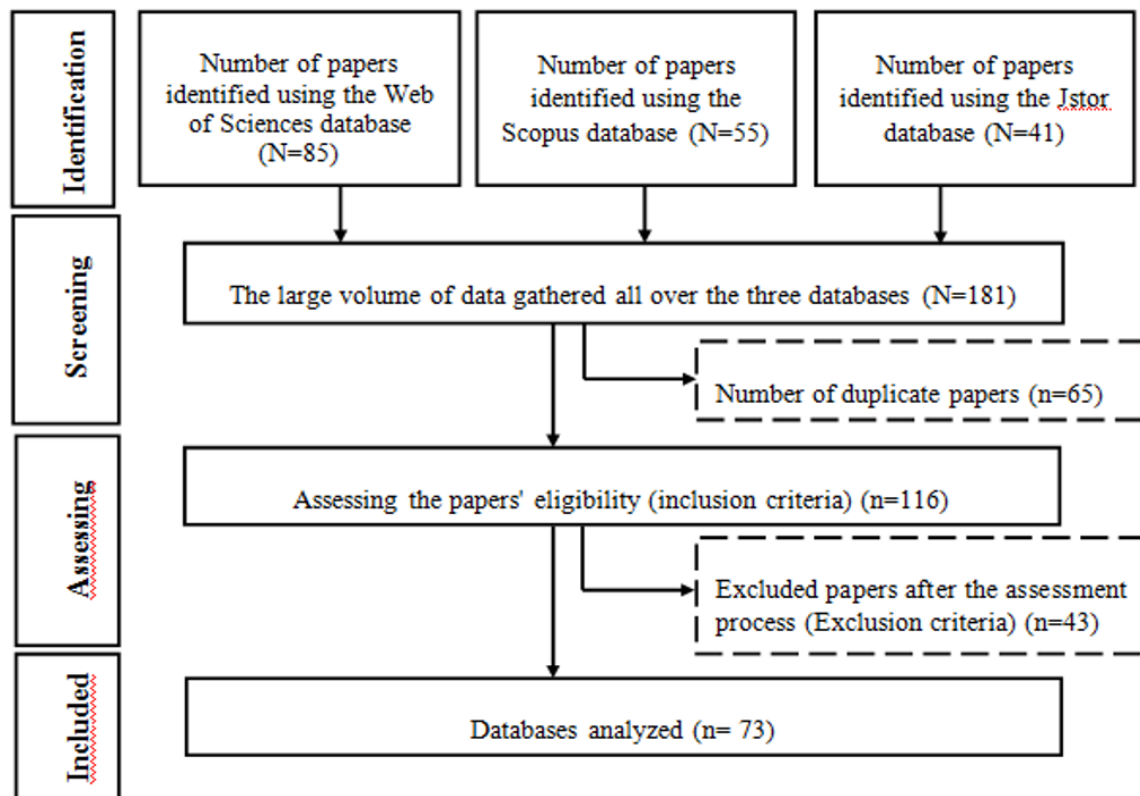 Identification
Number of papers
identified using the Web
of Sciences database
(N=85)
Number of papers
identified using the
Scopus database (N=55)
Number of papers
identified using the Jstor
database (N=41)
Screening
The large volume of data gathered all over the three databases (N=181)
Number of duplicate papers (n=65)
Assessing
Assessing the papers' eligibility (inclusion criteria) (n=116)
Excluded papers after the assessment
process (Exclusion criteria) (n=43)
Included
Databases analyzed (n= 73)